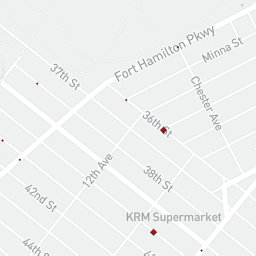 Fort Hamilton Pkwy
Minna St
37th St
Chester Ave
36th St
12th Ave
38th St
42nd St
KRM Supermarket
44th